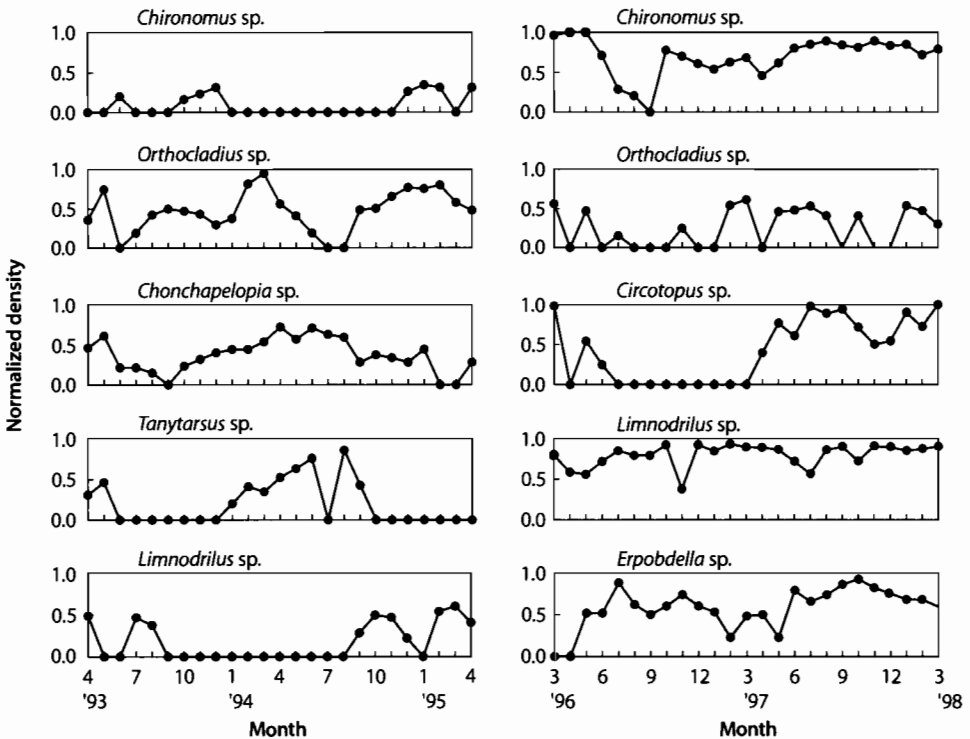 Chironomus sp.
1.0
0.5
0.0
Orthocladius sp.
1.0
0.5
0.0
Chonchapelopia sp.
1.0
0.5
0.0
Tanytarsus sp.
1.0
0.5
0.0
Limnodrilus sp.
1.0
0.5
0.0
4 7 10 1 4 7 10 1 4
'93 '94 '95
Month
Normalized density
Chironomus sp.
1.0
0.5
0.0
Orthocladius sp.
1.0
0.5
0.0
Circotopus sp.
1.0
0.5
0.0
Limnodrilus sp.
1.0
0.5
0.0
Erpobdella sp.
1.0
0.5
0.0
3 6 9 12 3 6 9 12 3
'96 '97 '98
Month